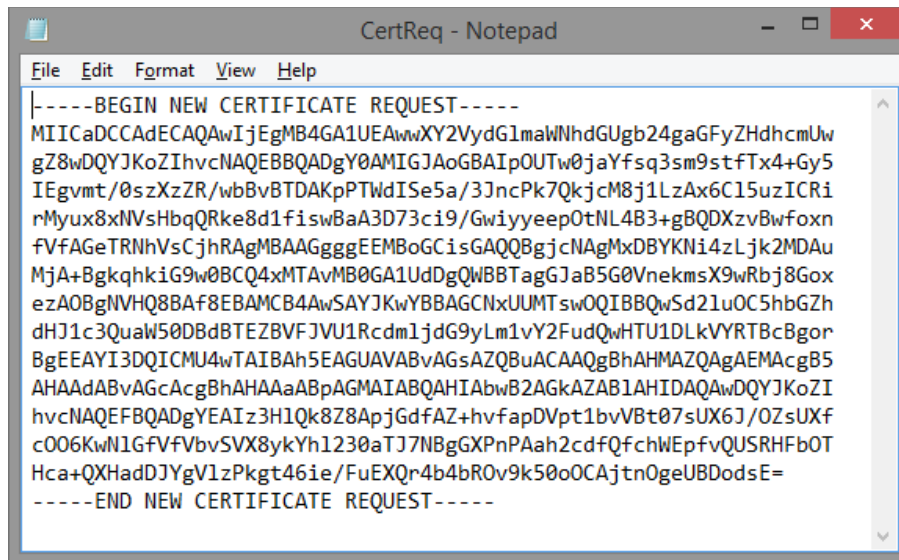 CertReq - Notepad
File Edit Format View Help
-----BEGIN NEW CERTIFICATE REQUEST-----
MIICaDCCAdECAQAwIjEgMB4GA1UEAwwXY2VydGlmaWNhdGUgb24gaGFyZHdhcmUw
gZ8wDQYJKoZIhvcNAQEBBQADgY0AMIGJAoGBAIpOUTw0jaYfsq3sm9stfTx4+Gy5
IEgvmt/0szXzZR/wbBvBTDAKpPTWdISe5a/3JncPk7QkjcM8j1LzAx6Cl5uzICRi
rMyux8xNVsHbqQRke8d1fiswBaA3D73ci9/GwiyyeepOtNL4B3+gBQDXzvBwfoxn
fVfAGeTRNhVsCjhRAgMBAAGgggEEMBoGCisGAQQBgjcNAgMxDBYKNi4zLjk2MDAu
MjA+BgkqhkiG9w0BCQ4xMTAvMB0GA1UdDgQWBBTagGJaB5G0VnekmsX9wRbj8Gox
ezAOBgNVHQ8BAf8EBAMCB4AwSAYJKwYBBAGCNxUUMTswOQIBBQwSd2luOC5hbGZh
dHJ1c3QuaW50DBdBTEZBVFJVU1RcdmljdG9yLm1vY2FudQwHTU1DLkVYRTBcBgor
BgEEAYI3DQICMU4wTAIBAh5EAGUAVABvAGsAZQBuACAAQgBhAHMAZQAgAEMAcgB5
AHAAdABvAGcAcgBhAHAAaABpAGMAIABQAHIAbwB2AGkAZABlAHIDAQAwDQYJKoZI
hvcNAQEFBQADgYEAIz3HlQk8Z8ApjGdfAZ+hvfapDVpt1bvVBt07sUX6J/OZsUXf
cOO6KwNlGfVfVbvSVX8ykYhl230aTJ7NBgGXPnPAah2cdfQfchWEpfvQUSRHFbOT
Hca+QXHadDJYgVlzPkgt46ie/FuEXQr4b4bROv9k50oOCAjtnOgeUBDodsE=
-----END NEW CERTIFICATE REQUEST-----